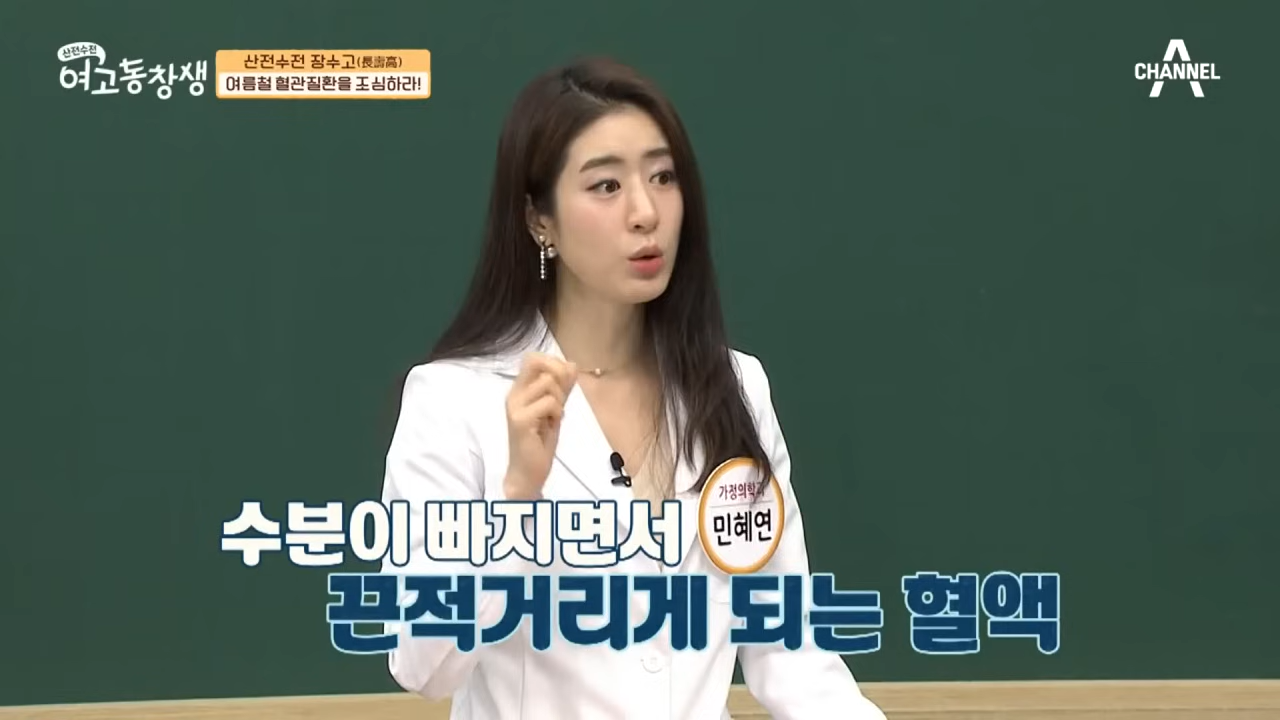 산전수전
여고동창생
산전수전 장수고(長壽高)
여름철 혈관질환을 조심하라!
CHANNEL A
가정의학과
민혜연
수분이 빠지면서
끈적거리게 되는 혈액